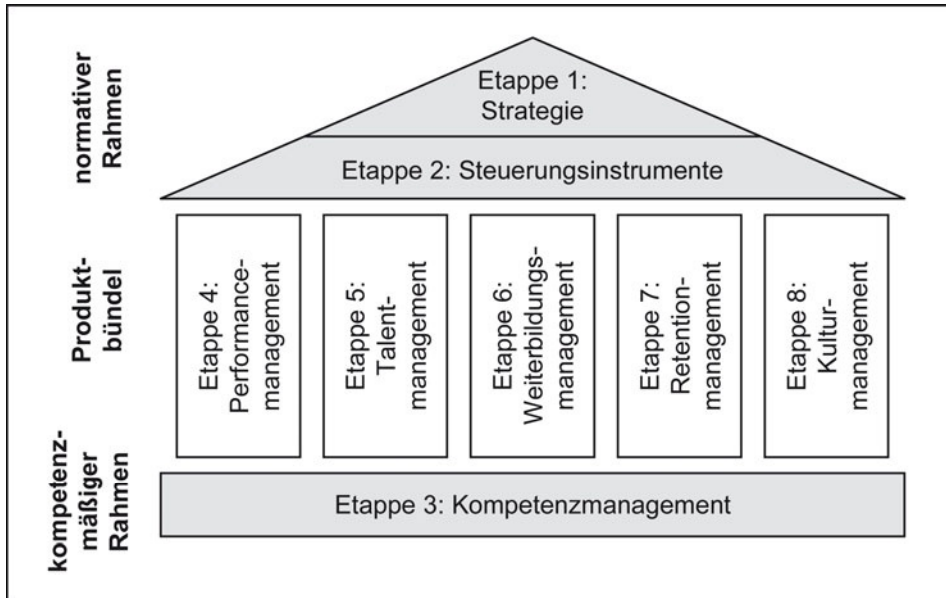 normativer
Rahmen
Etappe 1:
Strategie
Etappe 2: Steuerungsinstrumente
Produkt-
bündel
Etappe 4:
Performance-
management
Etappe 5:
Talent-
management
Etappe 6:
Weiterbildungs-
management
Etappe 7:
Retention-
management
Etappe 8:
Kultur-
management
kompetenz-
mäßiger
Rahmen
Etappe 3: Kompetenzmanagement